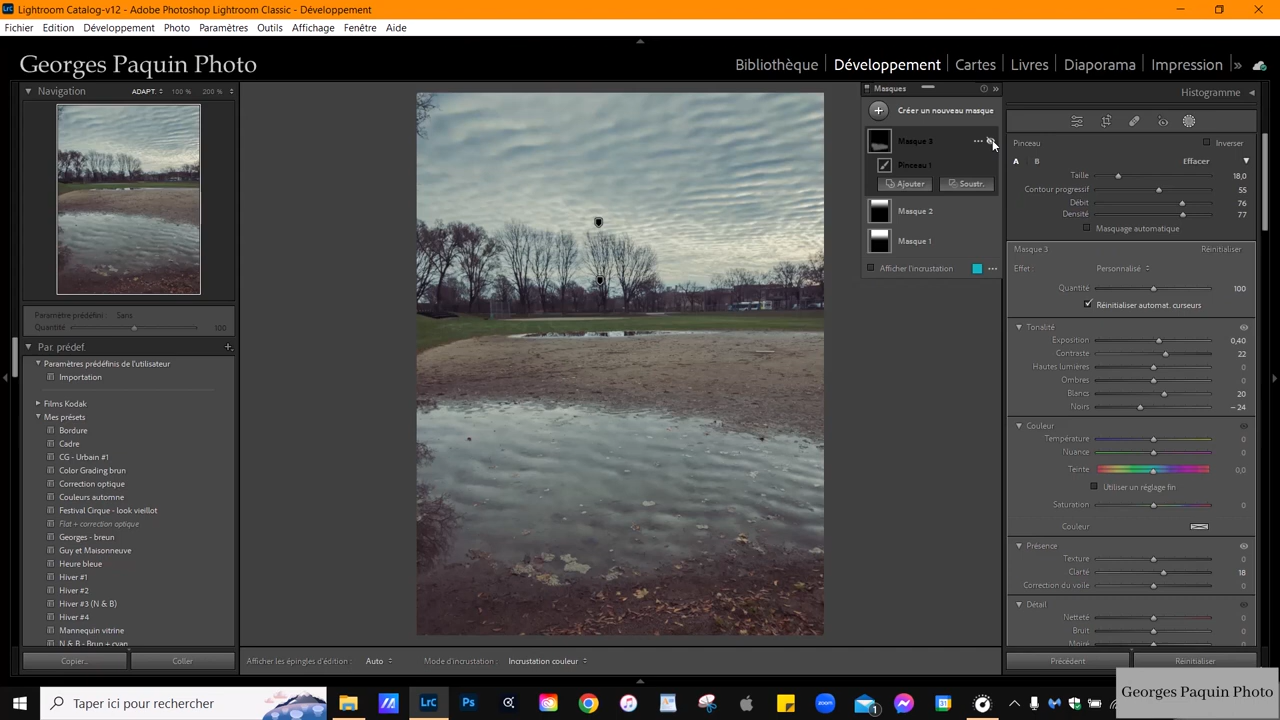 Lightroom Catalog-v12 - Adobe Photoshop Lightroom Classic - Développement
Fichier Edition Développement Photo Paramètres Outils Affichage Fenêtre Aide
Georges Paquin Photo
Bibliothèque Développement Cartes Livres Diaporama Impression »
Navigation ADAPT. 100 % 200 %
Paramètre prédéfini : Sans
Quantité 100
Par. prédéf. +
Paramètres prédéfinis de l'utilisateur
Importation
Films Kodak
Mes présets
Bordure
Cadre
CG - Urbain #1
Color Grading brun
Correction optique
Couleurs automne
Festival Cirque - look vieillot
Flat + correction optique
Georges - breun
Guy et Maisonneuve
Heure bleue
Hiver #1
Hiver #2
Hiver #3 (N & B)
Hiver #4
Mannequin vitrine
N & B - Brun + cyan
Copier... Coller
Afficher les épingles d'édition : Auto Mode d'incrustation : Incrustation couleur
Masques
Créer un nouveau masque
Masque 3
Pinceau 1
Ajouter Soustr.
Masque 2
Masque 1
Afficher l'incrustation
Histogramme
Pinceau Inverser
A B Effacer
Taille 18,0
Contour progressif 55
Débit 76
Densité 77
Masquage automatique
Masque 3 Réinitialiser
Effet : Personnalisé
Quantité 100
Réinitialiser automat. curseurs
Tonalité
Exposition 0,40
Contraste 22
Hautes lumières 0
Ombres 0
Blancs 20
Noirs − 24
Couleur
Température 0
Nuance 0
Teinte 0,0
Utiliser un réglage fin
Saturation 0
Couleur
Présence
Texture 0
Clarté 18
Correction du voile 0
Détail
Netteté 0
Bruit 0
Moiré 0
Précédent Réinitialiser
Taper ici pour rechercher
LrC Ps zoom 1
Georges Paquin Photo